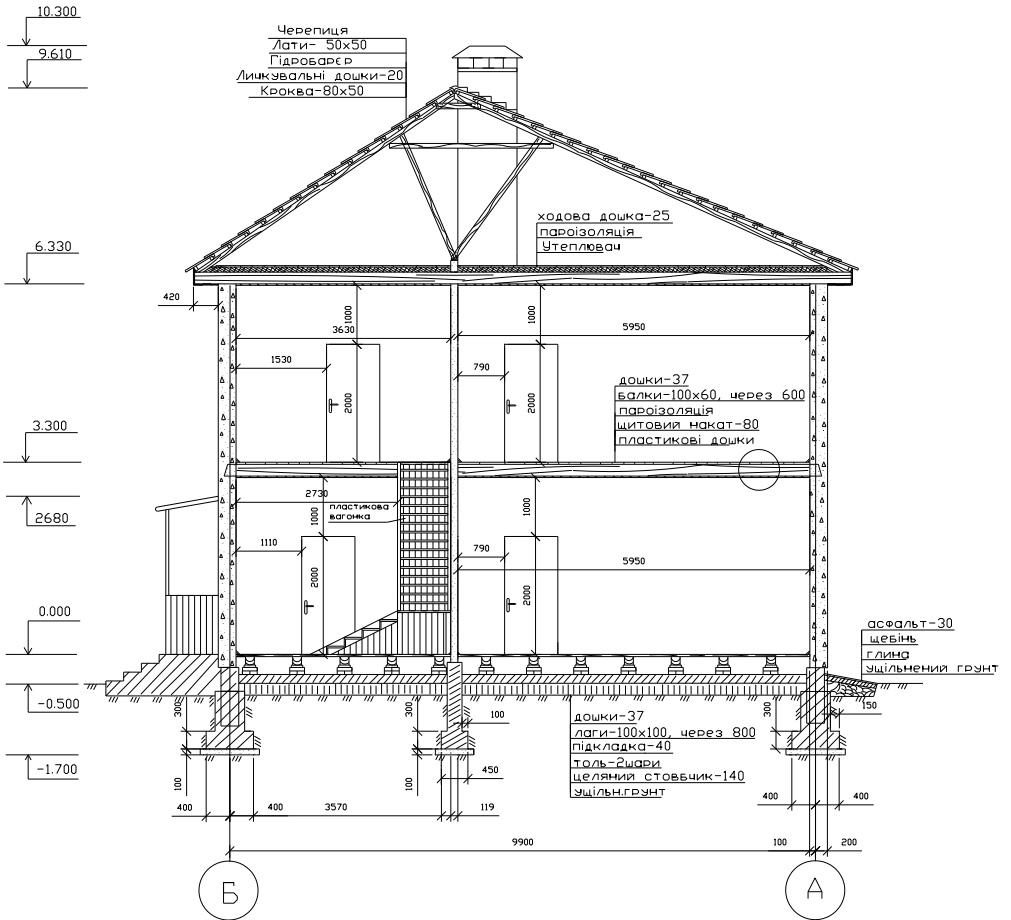 10.300
9.610
Черепиця
Лати- 50х50
Гідробарєр
Личкувальні дошки-20
Кроква-80х50
ходова дошка-25
пароізоляція
Утеплювач
6.330
420
1000
1000
3630
5950
1530
790
2000
2000
дошки-37
балки-100х60, через 600
пароізоляція
щитовий накат-80
пластикові дошки
3.300
2730
пластикова
вагонка
2680
1000
1000
1110
790
5950
2000
2000
0.000
асфальт-30
щебінь
глина
ущільнений грунт
-0.500
300
300
300
100
150
дошки-37
лаги-100х100, через 800
підкладка-40
толь-2шари
целяний стовбчик-140
ущільн.грунт
-1.700
100
100
450
400
400
3570
119
400
400
9900
100
200
Б
А